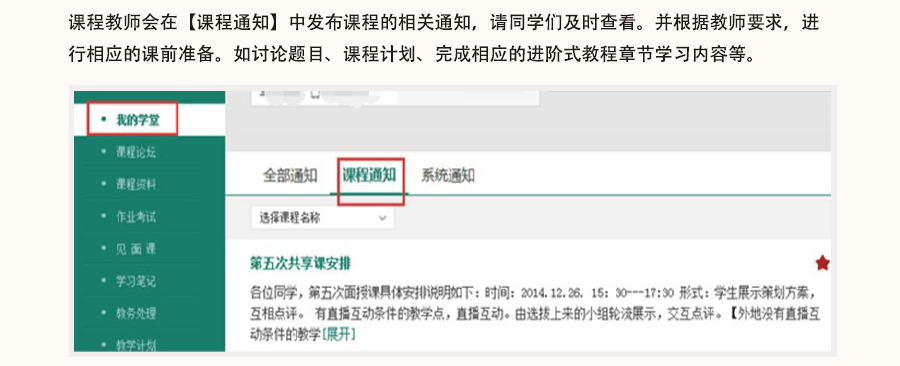 课程教师会在【课程通知】中发布课程的相关通知，请同学们及时查看。并根据教师要求，进
行相应的课前准备。如讨论题目、课程计划、完成相应的进阶式教程章节学习内容等。
我的学堂
课程论坛
课程资料
作业考试
见面课
学习笔记
教务处理
教学计划
全部通知 课程通知 系统通知
选择课程名称
第五次共享课安排
各位同学，第五次面授课具体安排说明如下：时间：2014.12.26. 15：30---17:30 形式：学生展示策划方案，
互相点评。 有直播互动条件的教学点，直播互动。由选拔上来的小组轮流展示，交互点评。【外地没有直播互
动条件的教学[展开]